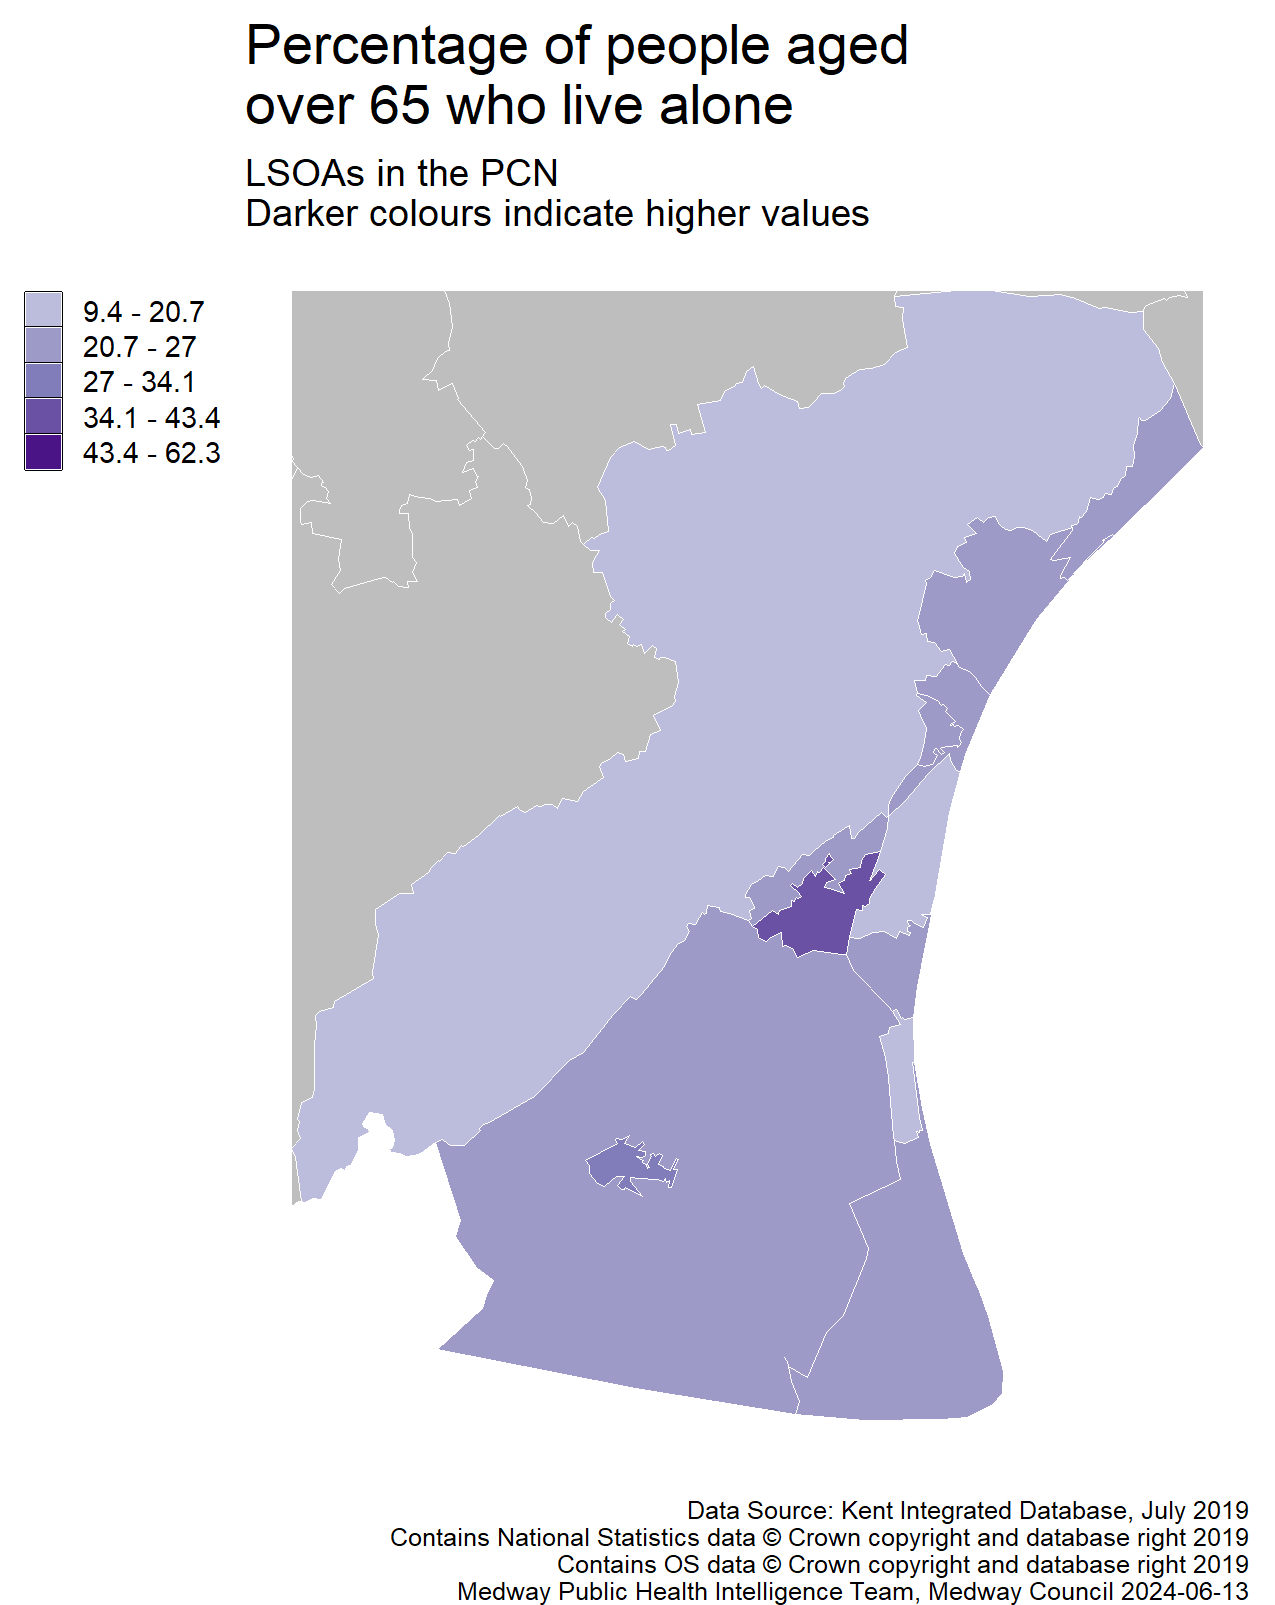 Percentage of people aged
over 65 who live alone
LSOAs in the PCN
Darker colours indicate higher values
9.4 - 20.7
20.7 - 27
27 - 34.1
34.1 - 43.4
43.4 - 62.3
Data Source: Kent Integrated Database, July 2019
Contains National Statistics data © Crown copyright and database right 2019
Contains OS data © Crown copyright and database right 2019
Medway Public Health Intelligence Team, Medway Council 2024-06-13